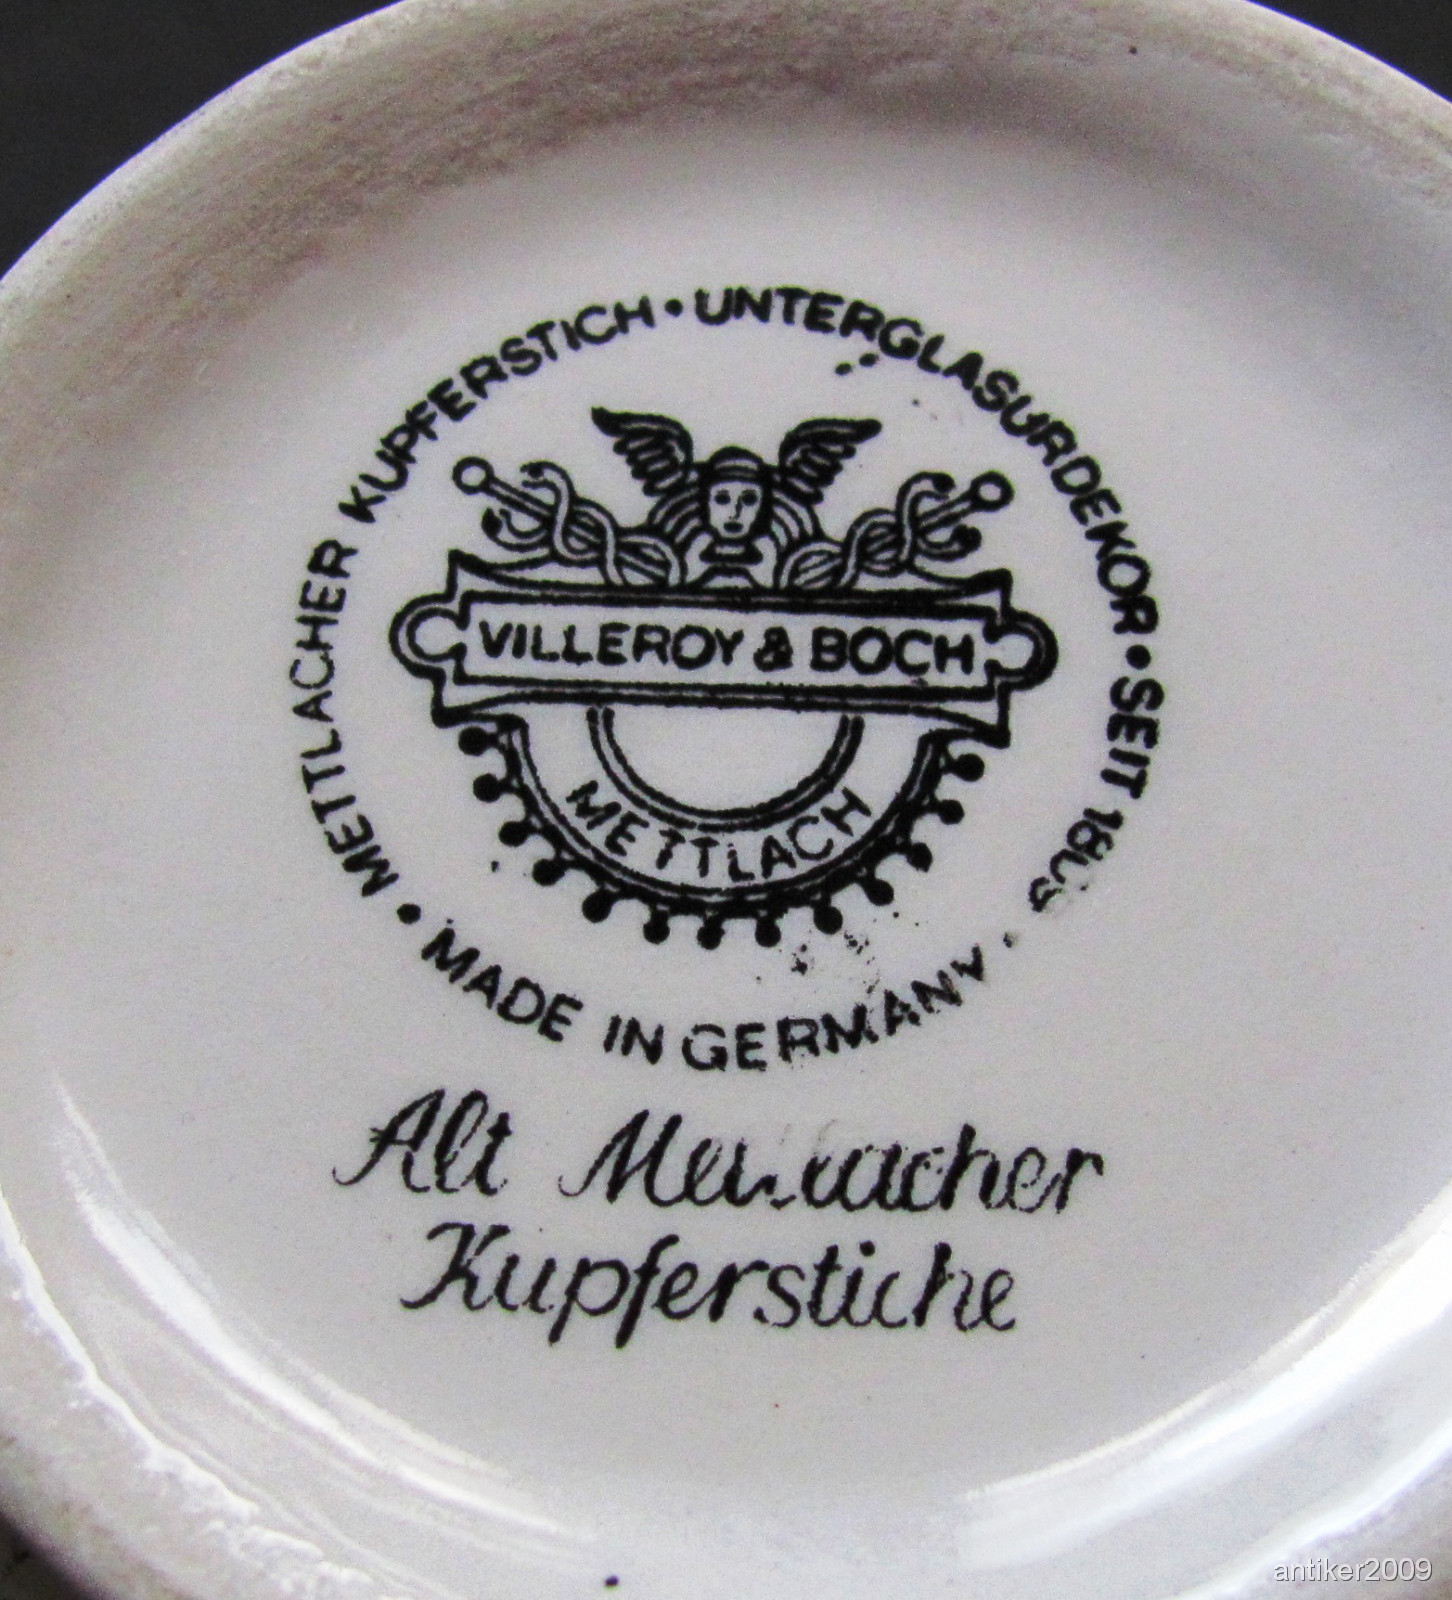 METTLACHER KUPFERSTICH • UNTERGLASURDEKOR • SEIT
MADE IN GERMANY
VILLEROY & BOCH
METTLACH
Alt
Kupferstiche
antiker2009